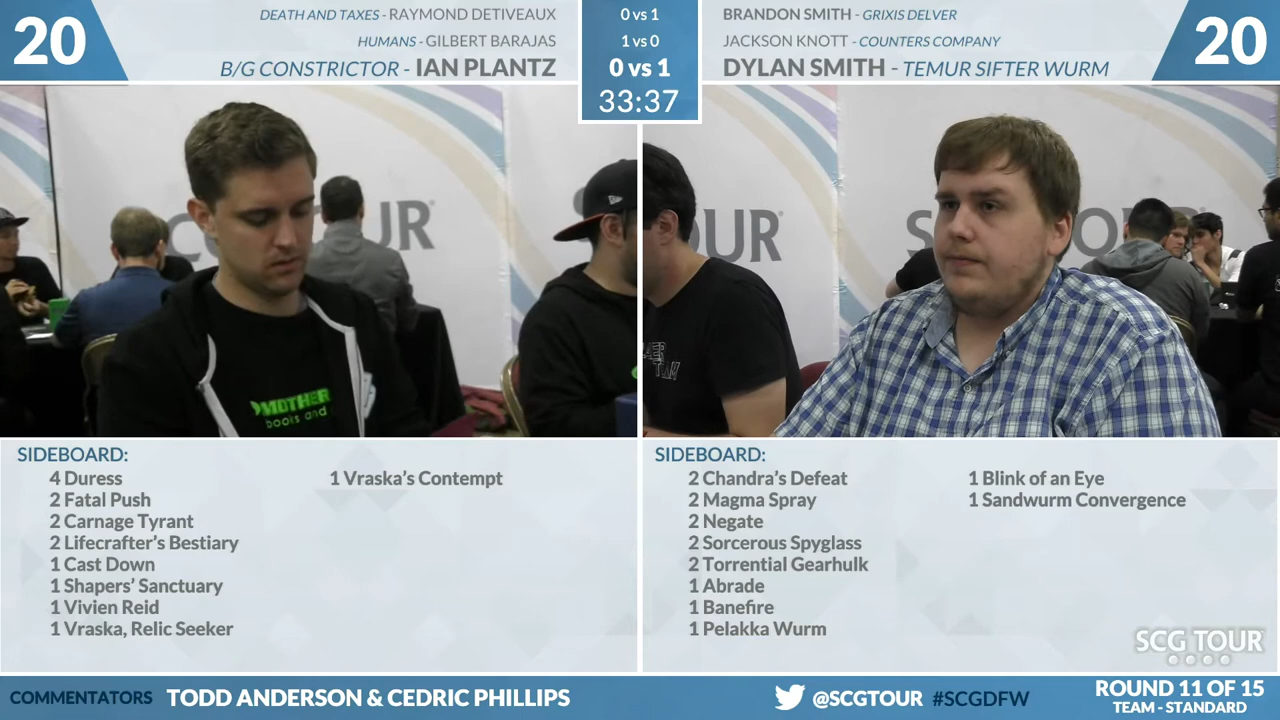 20
DEATH AND TAXES - RAYMOND DETIVEAUX
HUMANS - GILBERT BARAJAS
B/G CONSTRICTOR - IAN PLANTZ
0 vs 1
1 vs 0
0 vs 1
33:37
BRANDON SMITH - GRIXIS DELVER
JACKSON KNOTT - COUNTERS COMPANY
DYLAN SMITH - TEMUR SIFTER WURM
20
MOTHER
books and
SIDEBOARD:
4 Duress
2 Fatal Push
2 Carnage Tyrant
2 Lifecrafter's Bestiary
1 Cast Down
1 Shapers' Sanctuary
1 Vivien Reid
1 Vraska, Relic Seeker
1 Vraska's Contempt
SIDEBOARD:
2 Chandra's Defeat
2 Magma Spray
2 Negate
2 Sorcerous Spyglass
2 Torrential Gearhulk
1 Abrade
1 Banefire
1 Pelakka Wurm
1 Blink of an Eye
1 Sandwurm Convergence
SCG TOUR
COMMENTATORS TODD ANDERSON & CEDRIC PHILLIPS
@SCGTOUR #SCGDFW
ROUND 11 OF 15
TEAM - STANDARD